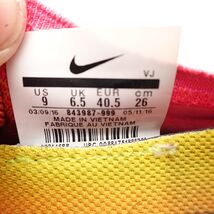 VJ
US UK EUR cm
9 6.5 40.5 26
03/09/16 843987-999 05/11/16
MADE IN VIETNAM
FABRIQUE AU VIETNAM
UPC